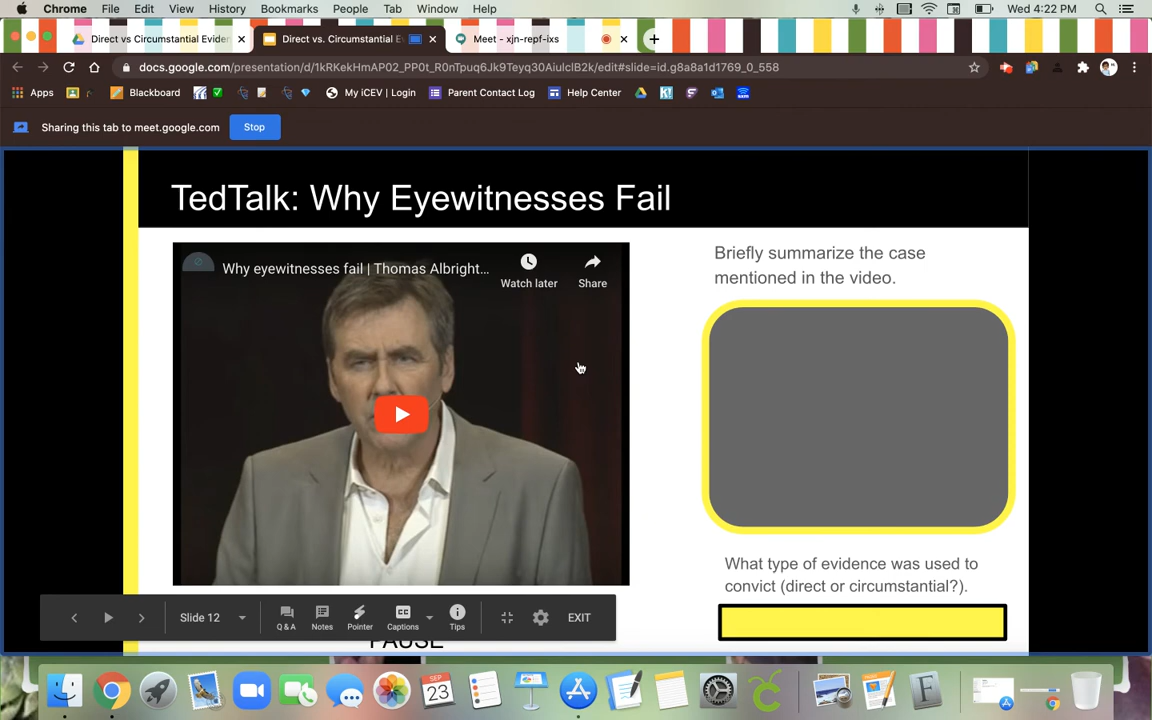 Chrome File Edit View History Bookmarks People Tab Window Help Wed 4:22 PM
Direct vs Circumstantial Evider
Direct vs. Circumstantial E
Meet - xjn-repf-ixs
docs.google.com/presentation/d/1kRKekHmAP02_PP0t_R0nTpuq6Jk9Teyq30AiulclB2k/edit#slide=id.g8a8a1d1769_0_558
Apps Blackboard My iCEV | Login Parent Contact Log Help Center
Sharing this tab to meet.google.com Stop
TedTalk: Why Eyewitnesses Fail
Why eyewitnesses fail | Thomas Albright...
Watch later
Share
Briefly summarize the case
mentioned in the video.
What type of evidence was used to
convict (direct or circumstantial?).
Slide 12
Q & A
Notes
Pointer
Captions
Tips
EXIT
PAUSE
SEP
23